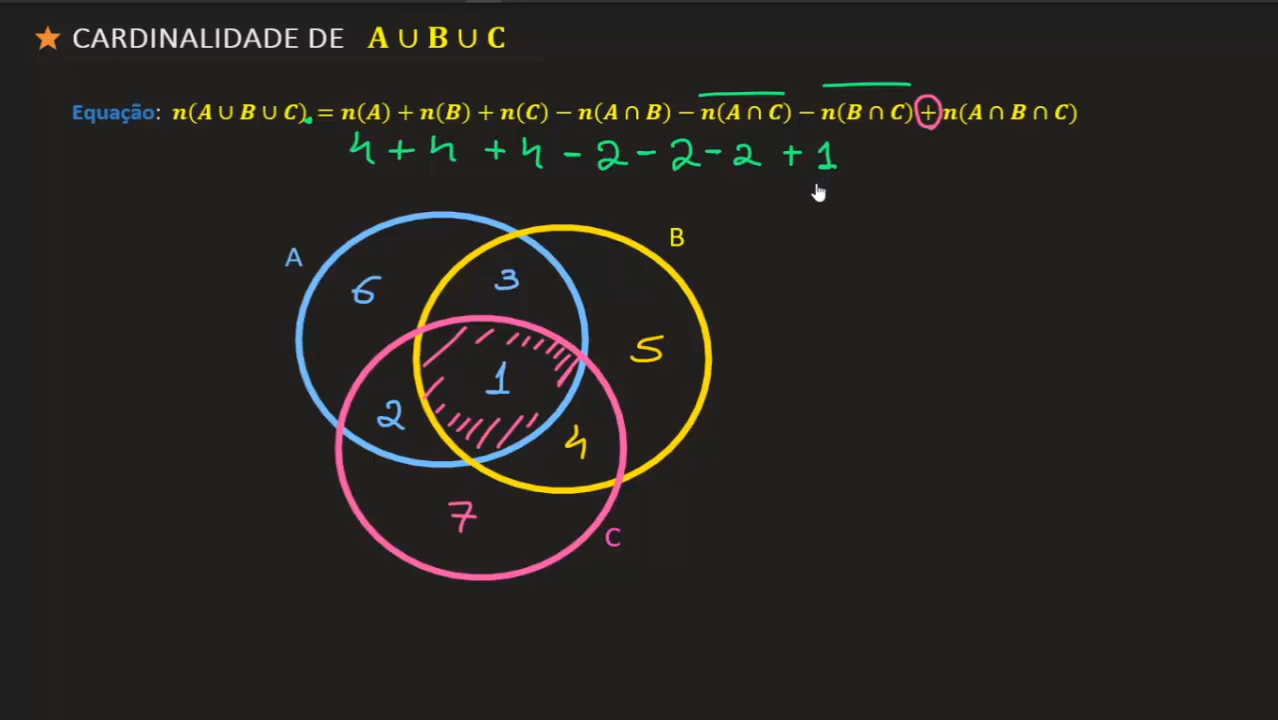 CARDINALIDADE DE A ∪ B ∪ C
Equação: n(A ∪ B ∪ C) = n(A) + n(B) + n(C) − n(A ∩ B) − n(A ∩ C) − n(B ∩ C) + n(A ∩ B ∩ C)
4 + 4 + 4 - 2 - 2 - 2 + 1
A
B
6
3
5
1
2
4
7
C